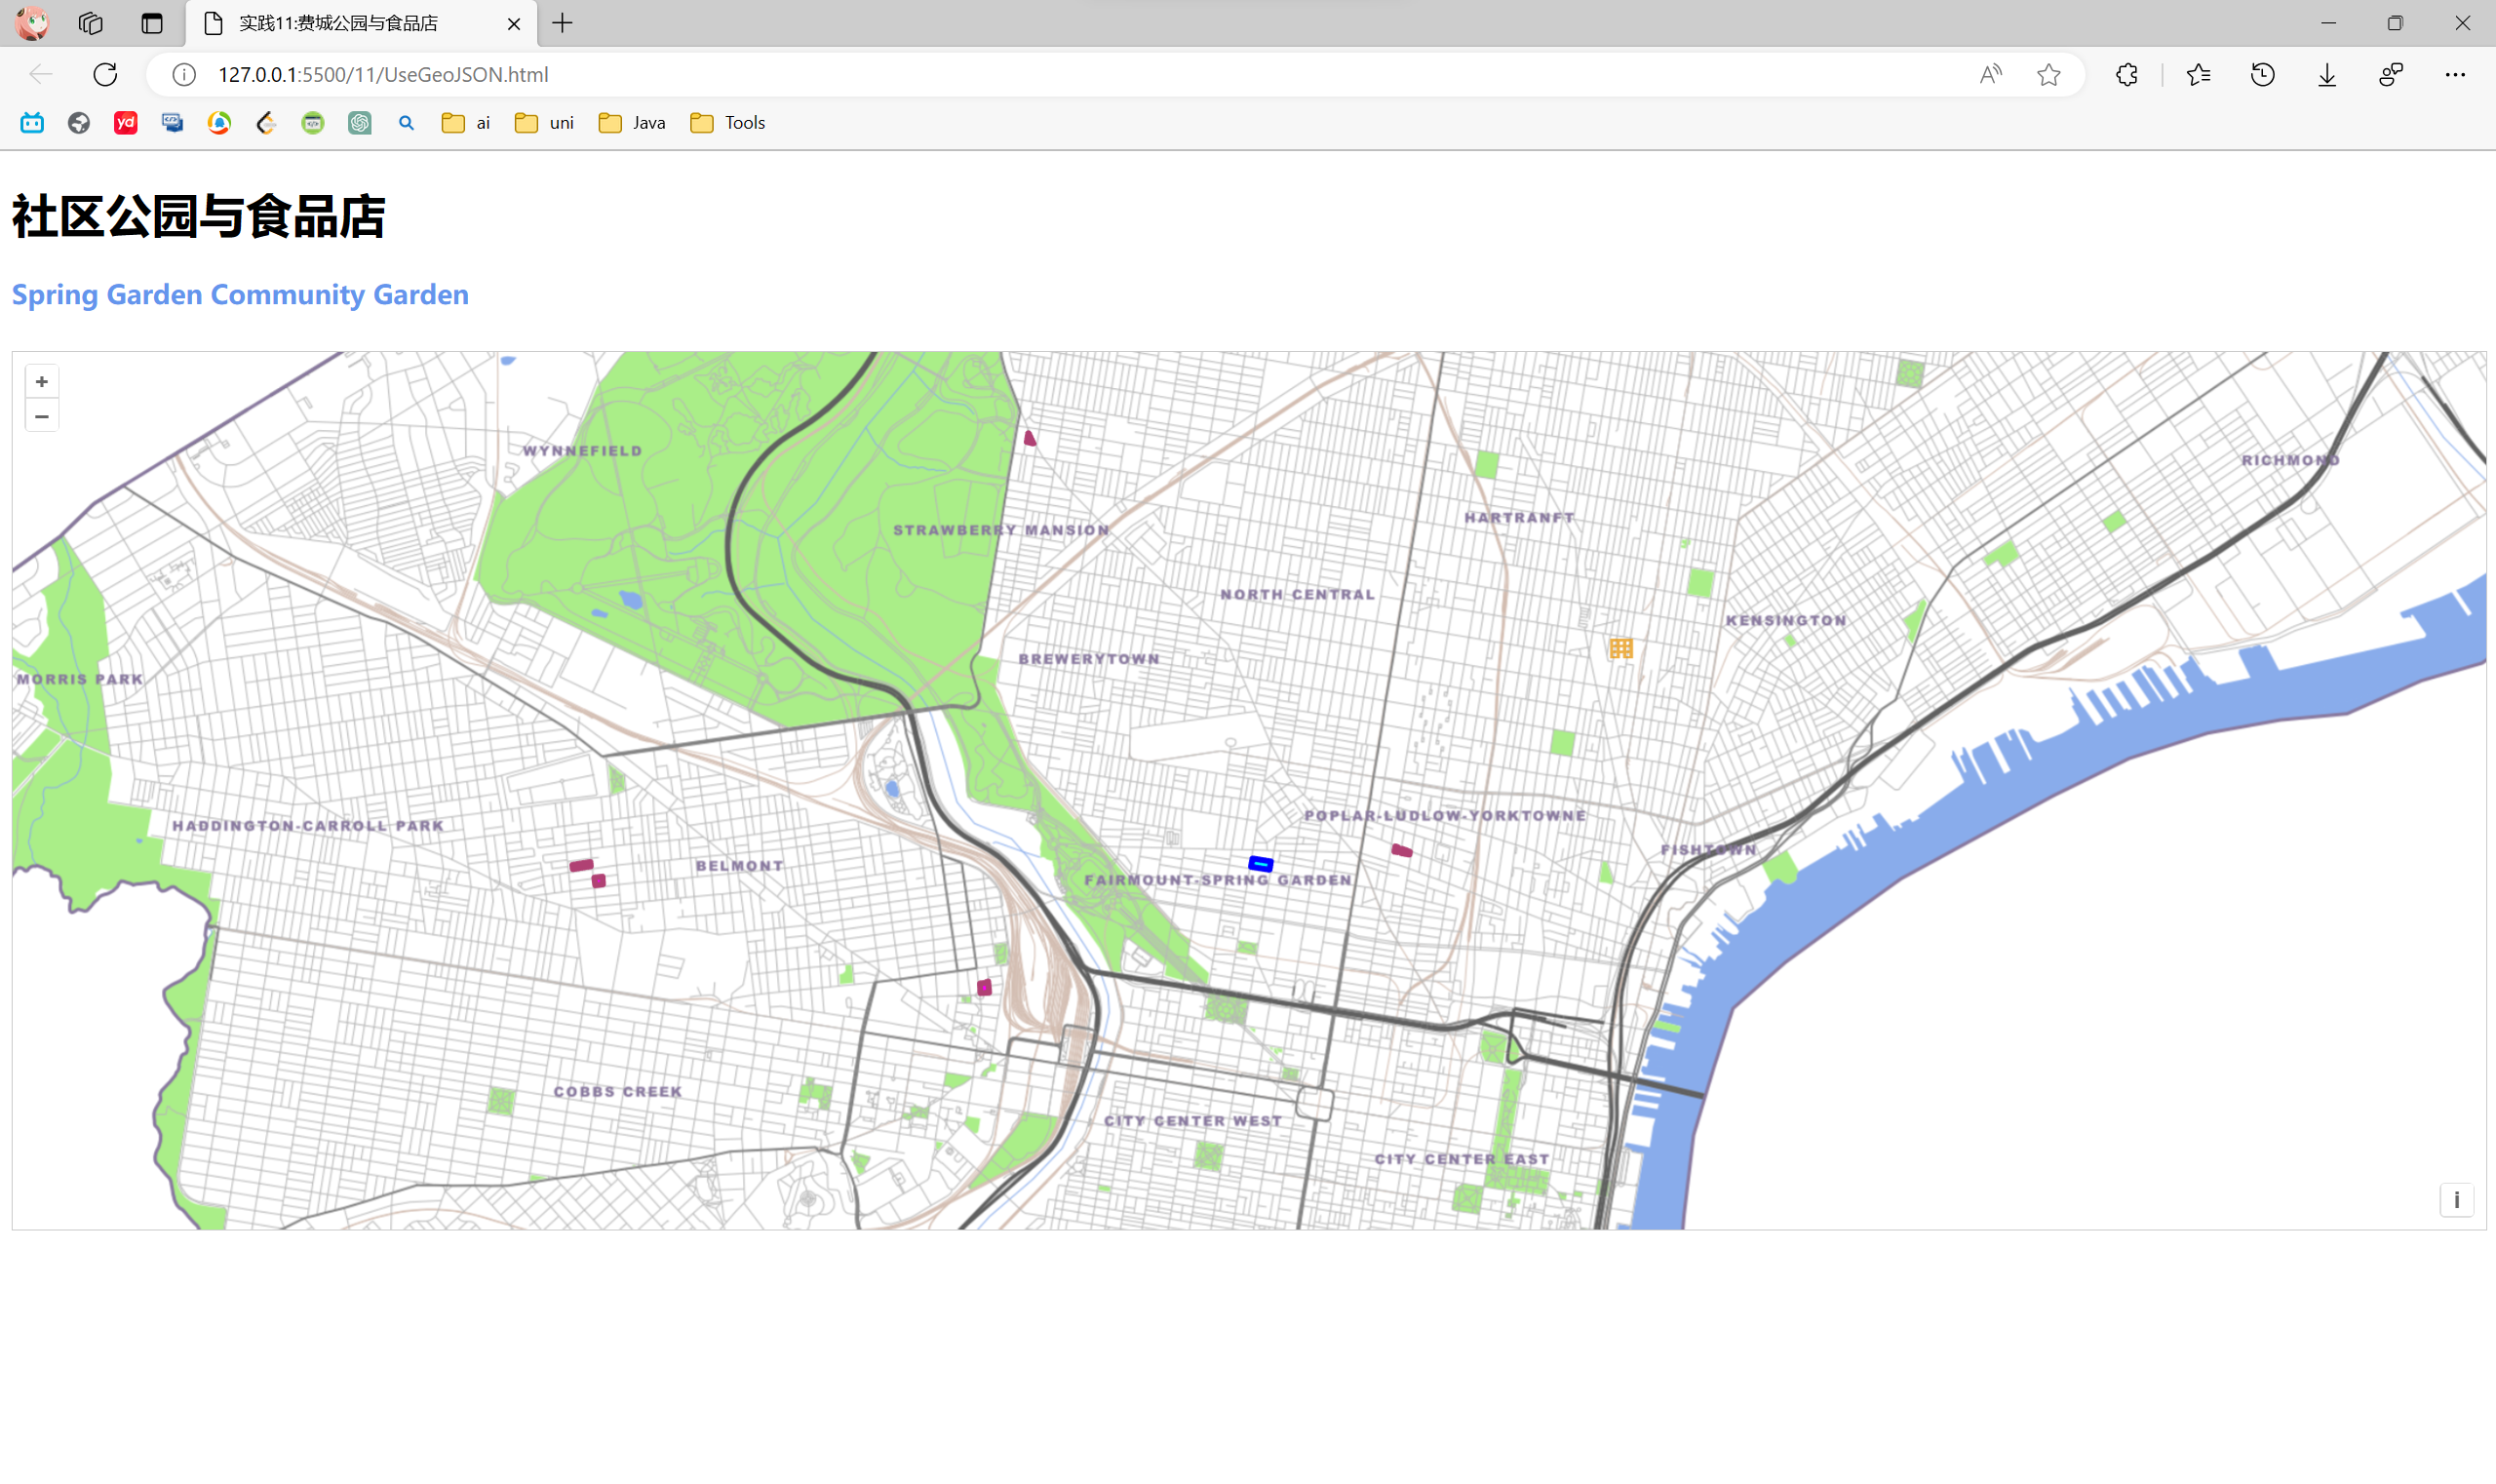 实践11:费城公园与食品店
127.0.0.1:5500/11/UseGeoJSON.html
yd
ai
uni
Java
Tools
社区公园与食品店
Spring Garden Community Garden
+
−
WYNNEFIELD
RICHMOND
HARTRANFT
STRAWBERRY MANSION
NORTH CENTRAL
KENSINGTON
BREWERYTOWN
MORRIS PARK
POPLAR-LUDLOW-YORKTOWNE
HADDINGTON-CARROLL PARK
FISHTOWN
BELMONT
FAIRMOUNT-SPRING GARDEN
COBBS CREEK
CITY CENTER WEST
CITY CENTER EAST
i